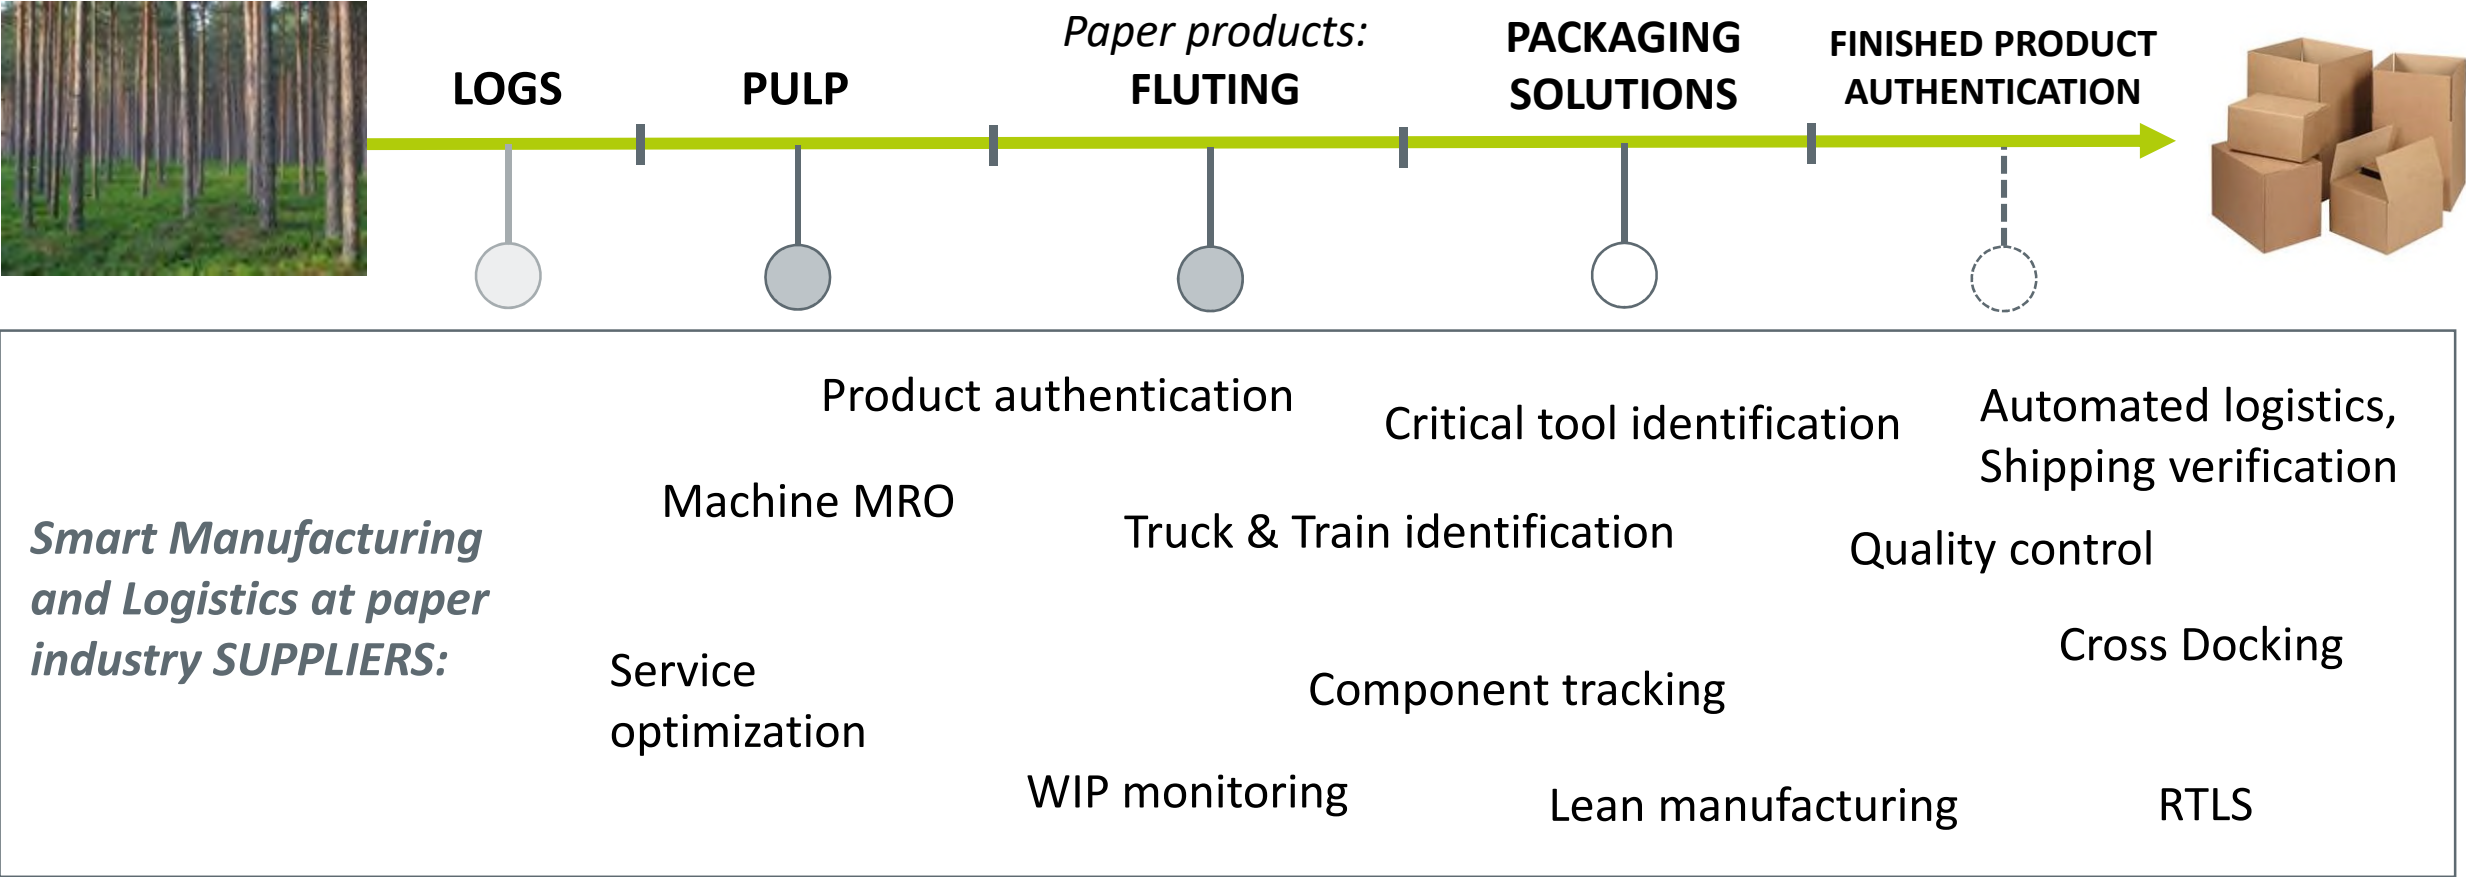 LOGS
PULP
Paper products:
FLUTING
PACKAGING
SOLUTIONS
FINISHED PRODUCT
AUTHENTICATION
Smart Manufacturing
and Logistics at paper
industry SUPPLIERS:
Product authentication
Critical tool identification
Automated logistics,
Shipping verification
Machine MRO
Truck & Train identification
Quality control
Service
optimization
Component tracking
Cross Docking
WIP monitoring
Lean manufacturing
RTLS